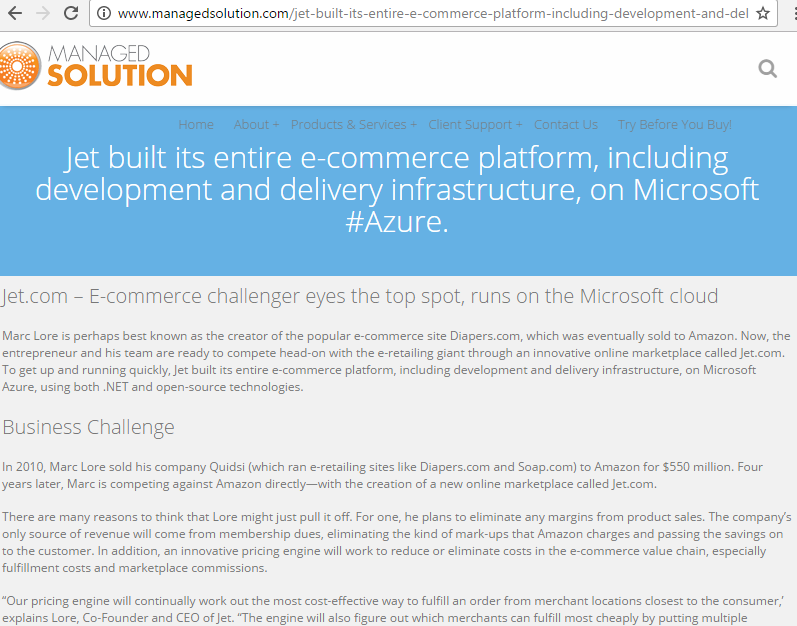 www.managedsolution.com/jet-built-its-entire-e-commerce-platform-including-development-and-del
MANAGED
SOLUTION
Home About + Products & Services + Client Support + Contact Us Try Before You Buy!
Jet built its entire e-commerce platform, including
development and delivery infrastructure, on Microsoft
#Azure.
Jet.com – E-commerce challenger eyes the top spot, runs on the Microsoft cloud
Marc Lore is perhaps best known as the creator of the popular e-commerce site Diapers.com, which was eventually sold to Amazon. Now, the
entrepreneur and his team are ready to compete head-on with the e-retailing giant through an innovative online marketplace called Jet.com.
To get up and running quickly, Jet built its entire e-commerce platform, including development and delivery infrastructure, on Microsoft
Azure, using both .NET and open-source technologies.
Business Challenge
In 2010, Marc Lore sold his company Quidsi (which ran e-retailing sites like Diapers.com and Soap.com) to Amazon for $550 million. Four
years later, Marc is competing against Amazon directly—with the creation of a new online marketplace called Jet.com.
There are many reasons to think that Lore might just pull it off. For one, he plans to eliminate any margins from product sales. The company’s
only source of revenue will come from membership dues, eliminating the kind of mark-ups that Amazon charges and passing the savings on
to the customer. In addition, an innovative pricing engine will work to reduce or eliminate costs in the e-commerce value chain, especially
fulfillment costs and marketplace commissions.
“Our pricing engine will continually work out the most cost-effective way to fulfill an order from merchant locations closest to the consumer,’
explains Lore, Co-Founder and CEO of Jet. “The engine will also figure out which merchants can fulfill most cheaply by putting multiple